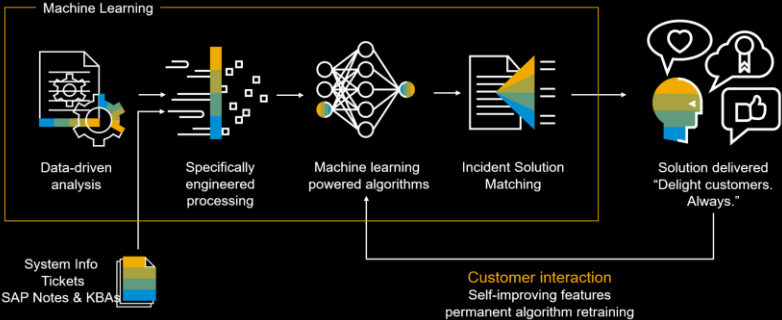 Machine Learning
Data-driven
analysis
Specifically
engineered
processing
Machine learning
powered algorithms
Incident Solution
Matching
Solution delivered
“Delight customers.
Always.”
System Info
Tickets
SAP Notes & KBAs
Customer interaction
Self-improving features
permanent algorithm retraining